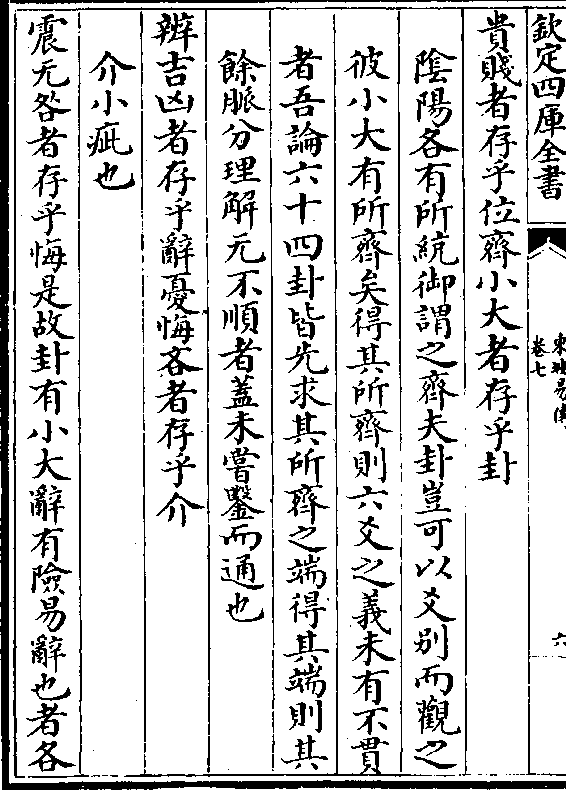 欽定四庫全書
東坡易傳
卷七
六
貴賤者存乎位齊小大者存乎卦
陰陽各有所統御謂之齊夫卦豈可以爻别而觀之
彼小大有所齊矣得其所齊則六爻之義未有不貫
者吾論六十四卦皆先求其所齊之端得其端則其
餘脈分理解无不順者蓋未嘗鑿而通也
辨吉凶者存乎辭憂悔吝者存乎介
介小疵也
震无咎者存乎悔是故卦有小大辭有險易辭也者各